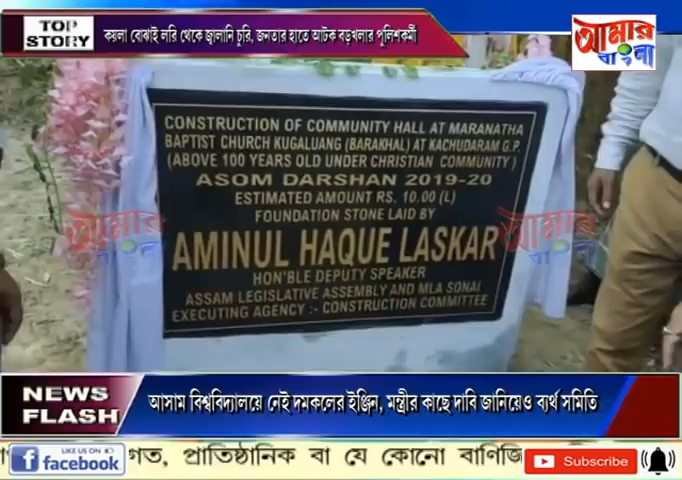 TOP STORY
কয়লা বোঝাই লরি থেকে জ্বালানি চুরি, জনতার হাতে আটক বড়খলার পুলিশকর্মী
আমার
বাংলা
CONSTRUCTION OF COMMUNITY HALL AT MARANATHA
BAPTIST CHURCH KUGALUANG (BARAKHAL) AT KACHUDARAM G.P.
(ABOVE 100 YEARS OLD UNDER CHRISTIAN COMMUNITY)
ASOM DARSHAN 2019-20
ESTIMATED AMOUNT RS. 10.00 (L)
FOUNDATION STONE LAID BY
AMINUL HAQUE LASKAR
HON'BLE DEPUTY SPEAKER
ASSAM LEGISLATIVE ASSEMBLY AND MLA SONAI
EXECUTING AGENCY :- CONSTRUCTION COMMITTEE
আমার
বাংলা
আমার
বাংলা
NEWS FLASH
আসাম বিশ্ববিদ্যালয়ে নেই দমকলের ইঞ্জিন, মন্ত্রীর কাছে দাবি জানিয়েও ব্যর্থ সমিতি
LIKE US ON
facebook
গত, প্রাতিষ্ঠানিক বা যে কোনো বাণিজি
Subscribe